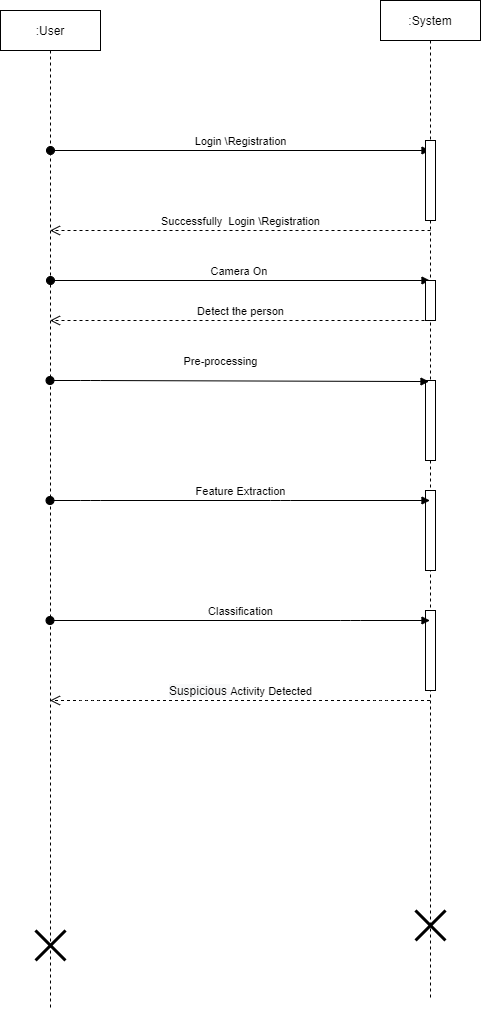 :User
:System
Login \Registration
Successfully Login \Registration
Camera On
Detect the person
Pre-processing
Feature Extraction
Classification
Suspicious Activity Detected